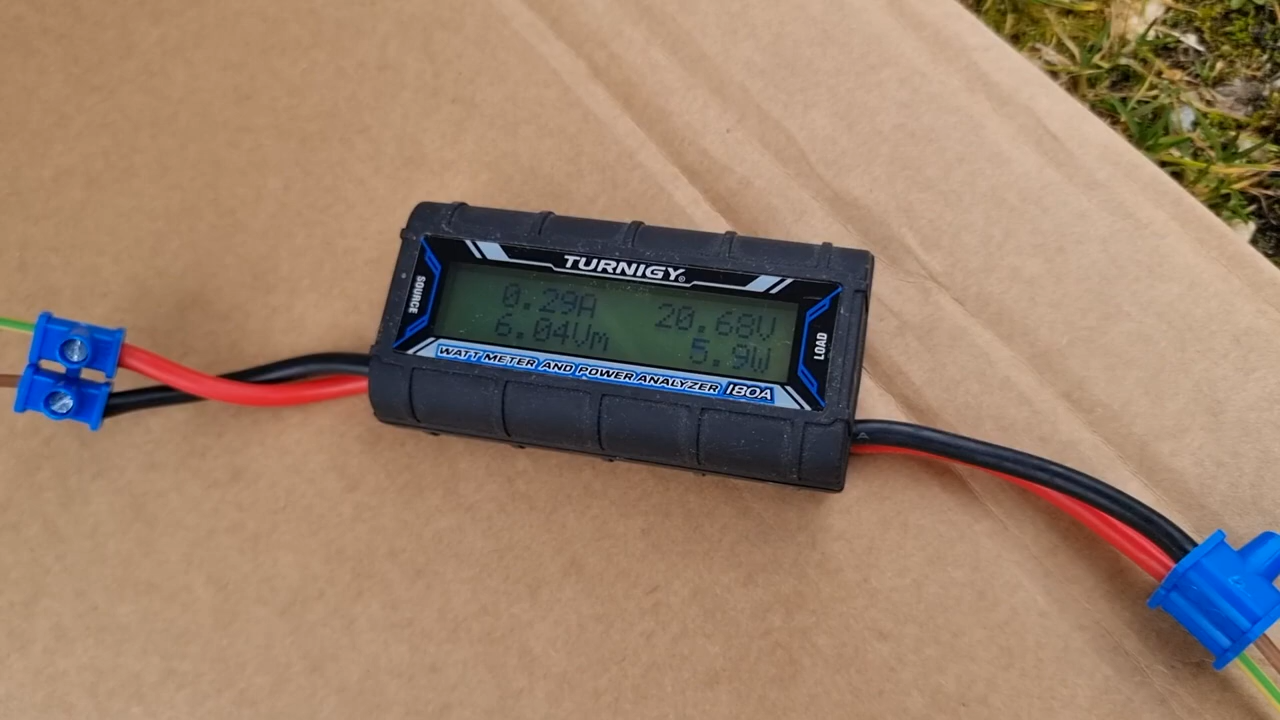 TURNIGY®
SOURCE
0.29A 20.68V
6.04Vm 5.9W
LOAD
WATT METER AND POWER ANALYZER 180A